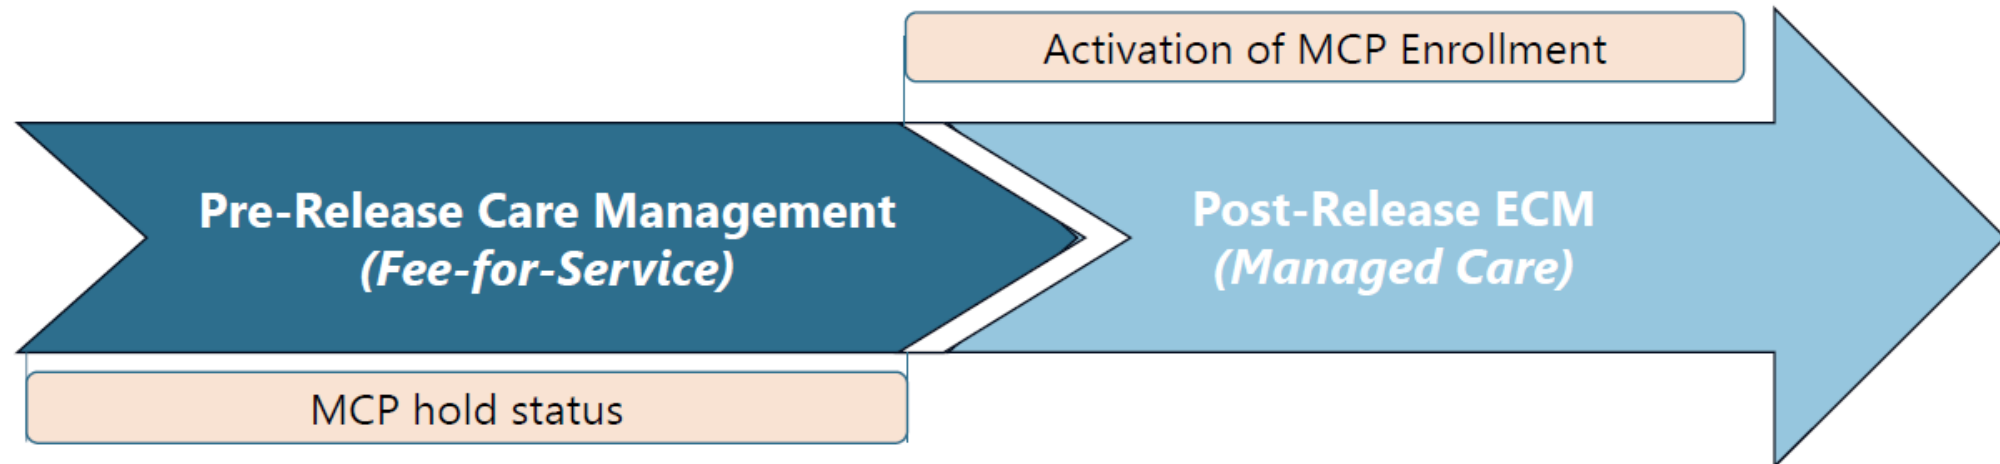 Activation of MCP Enrollment
Pre-Release Care Management
(Fee-for-Service)
Post-Release ECM
(Managed Care)
MCP hold status